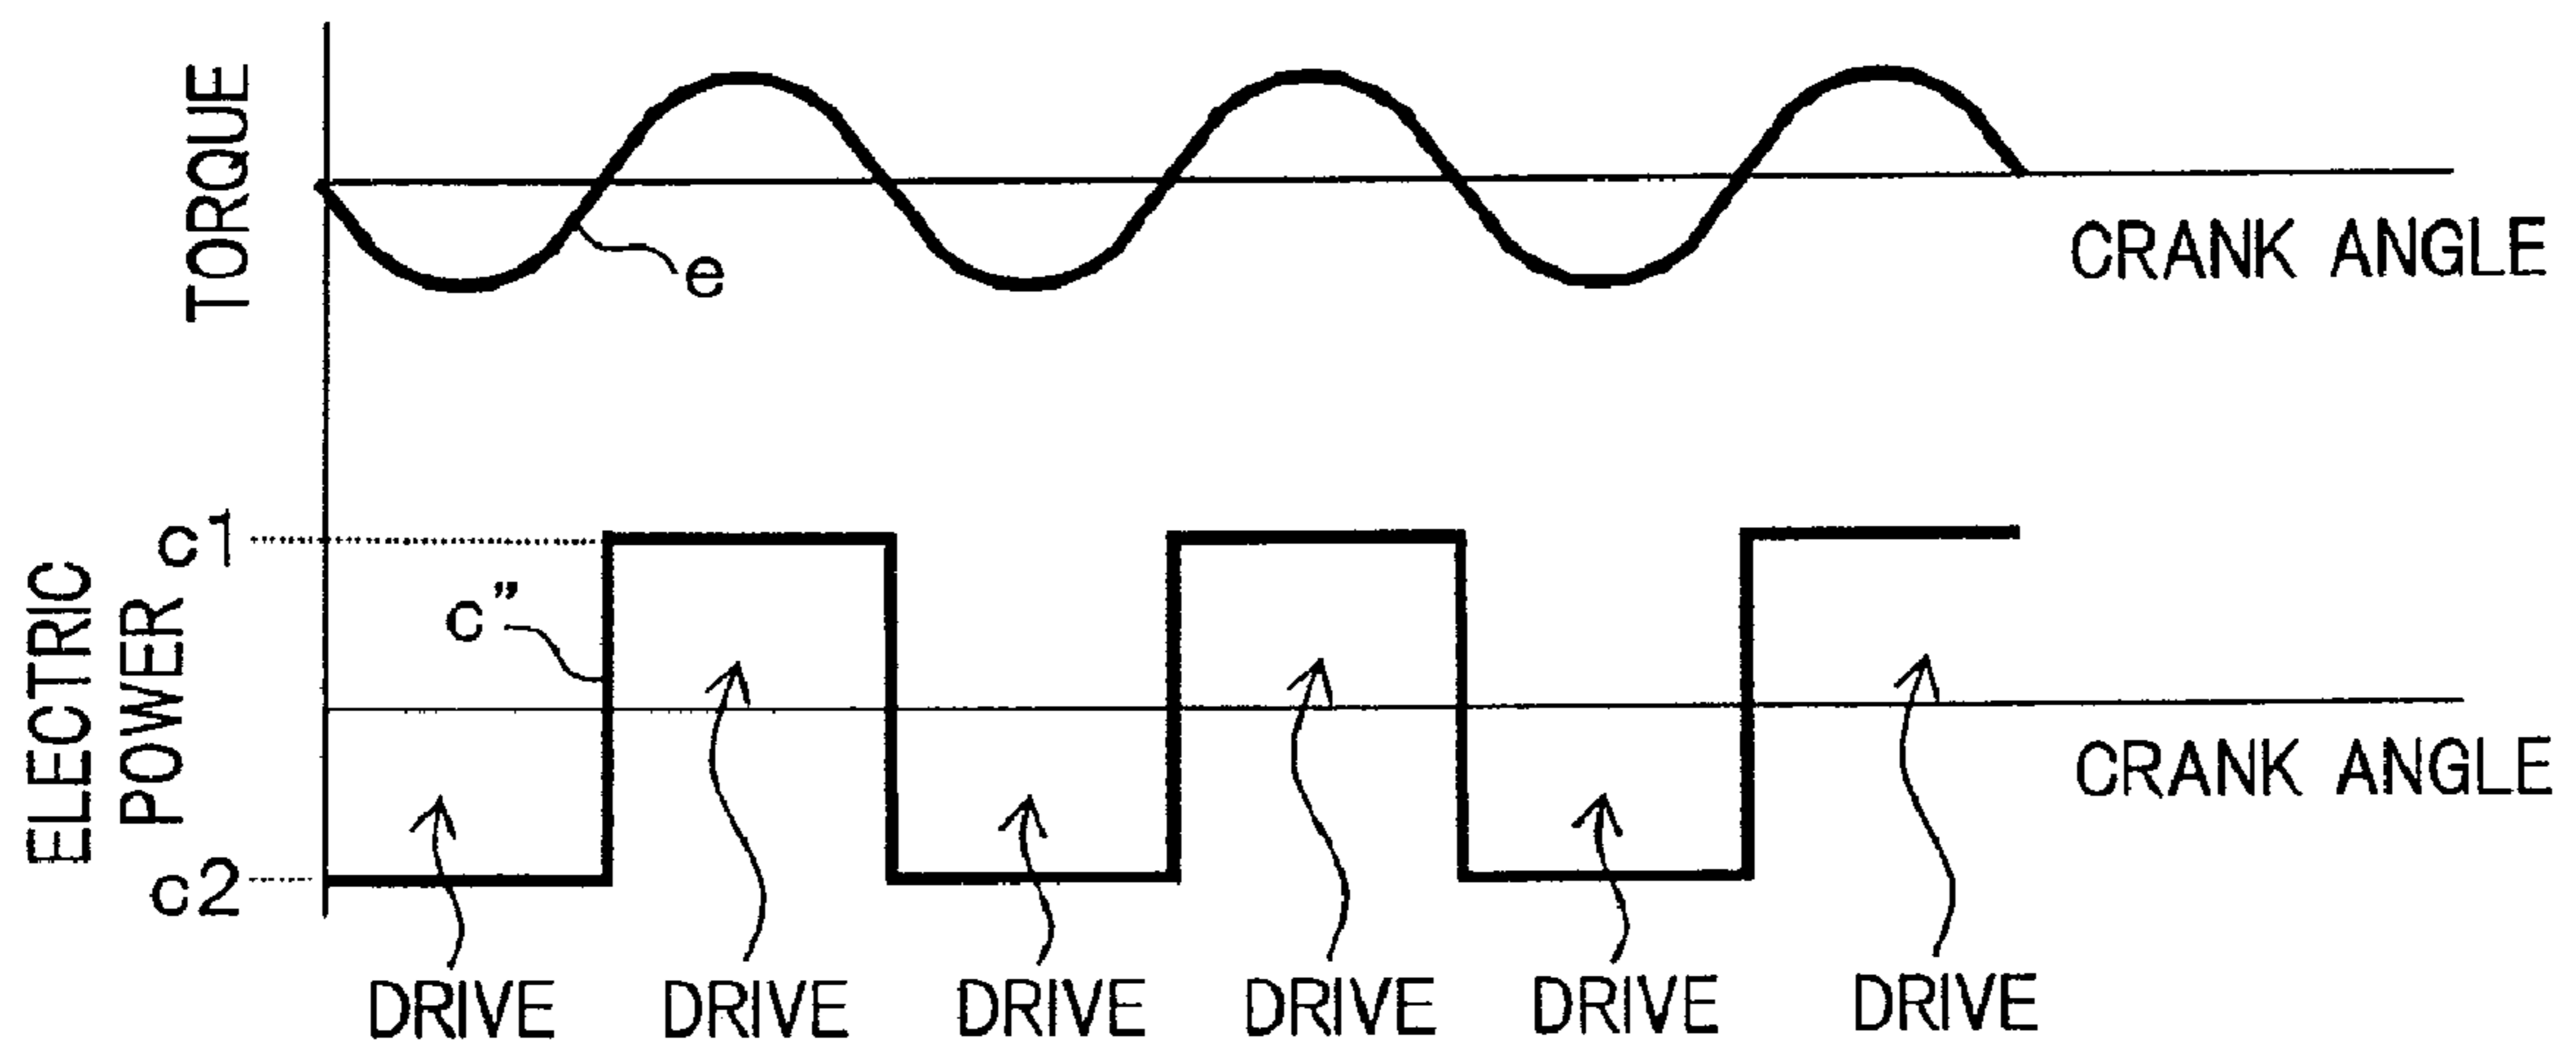 TORQUE
e
CRANK ANGLE
c1
c”
ELECTRIC
POWER
CRANK ANGLE
c2
DRIVE DRIVE DRIVE DRIVE DRIVE DRIVE